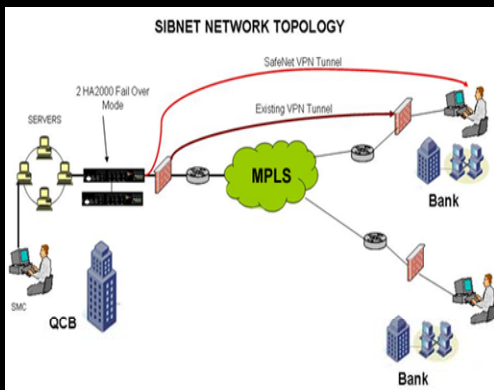 SIBNET NETWORK TOPOLOGY
SafeNet VPN Tunnel
2 HA2000 Fail Over
Mode
Existing VPN Tunnel
SERVERS
MPLS
Bank
SMC
QCB
Bank